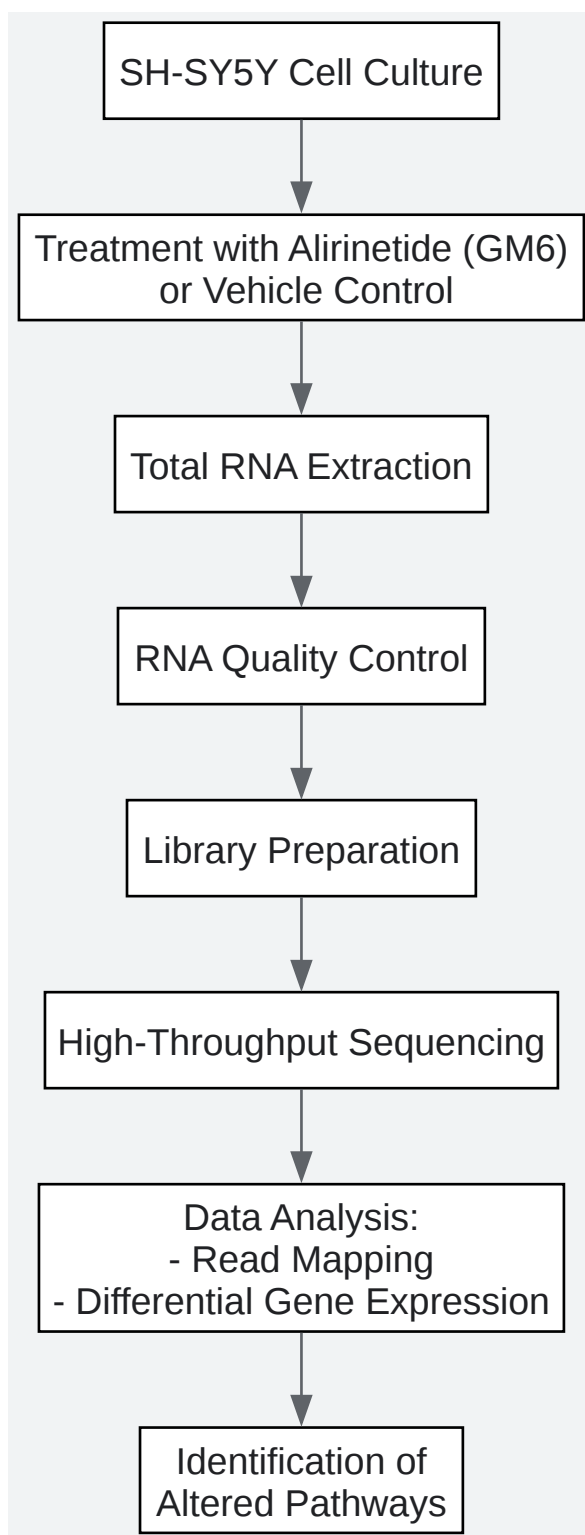 SH-SY5Y Cell Culture
Treatment with Alirinetide (GM6)
or Vehicle Control
Total RNA Extraction
RNA Quality Control
Library Preparation
High-Throughput Sequencing
Data Analysis:
- Read Mapping
- Differential Gene Expression
Identification of
Altered Pathways